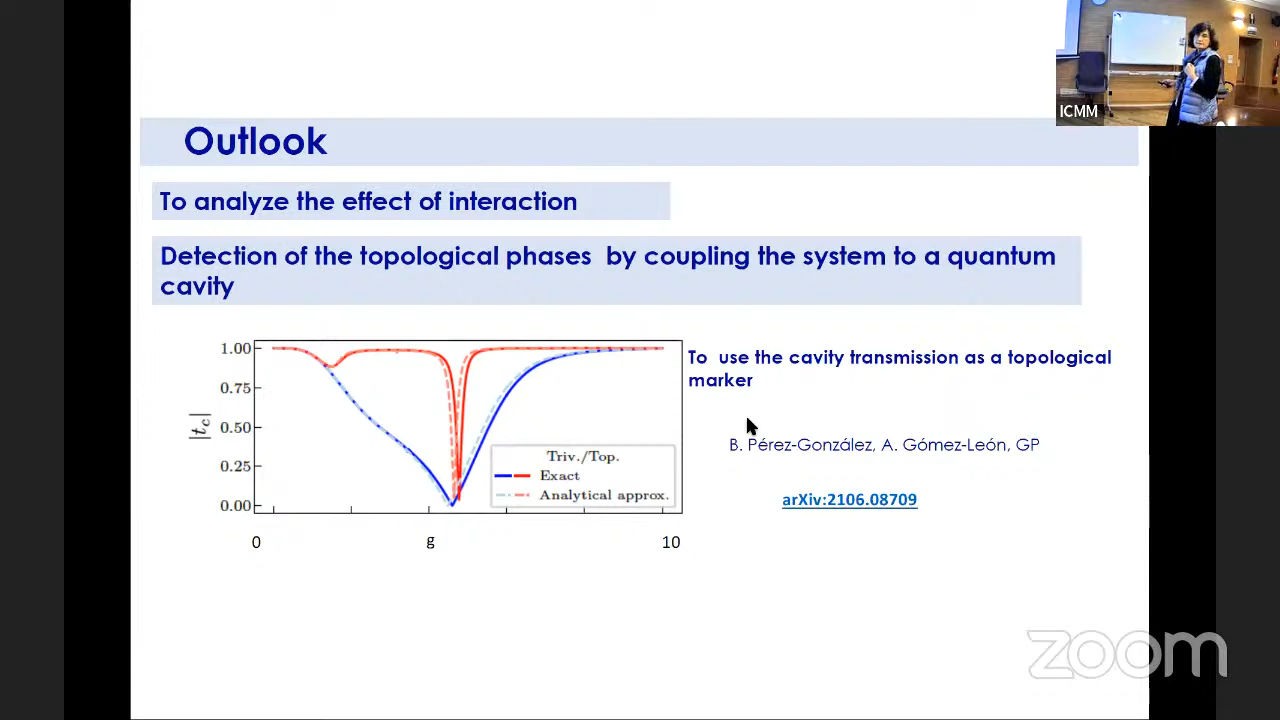 ICMM
Outlook
To analyze the effect of interaction
Detection of the topological phases by coupling the system to a quantum
cavity
1.00
0.75
0.50
0.25
0.00
|t_c|
Triv./Top.
Exact
Analytical approx.
0
g
10
To use the cavity transmission as a topological
marker
B. Pérez-González, A. Gómez-León, GP
arXiv:2106.08709
zoom